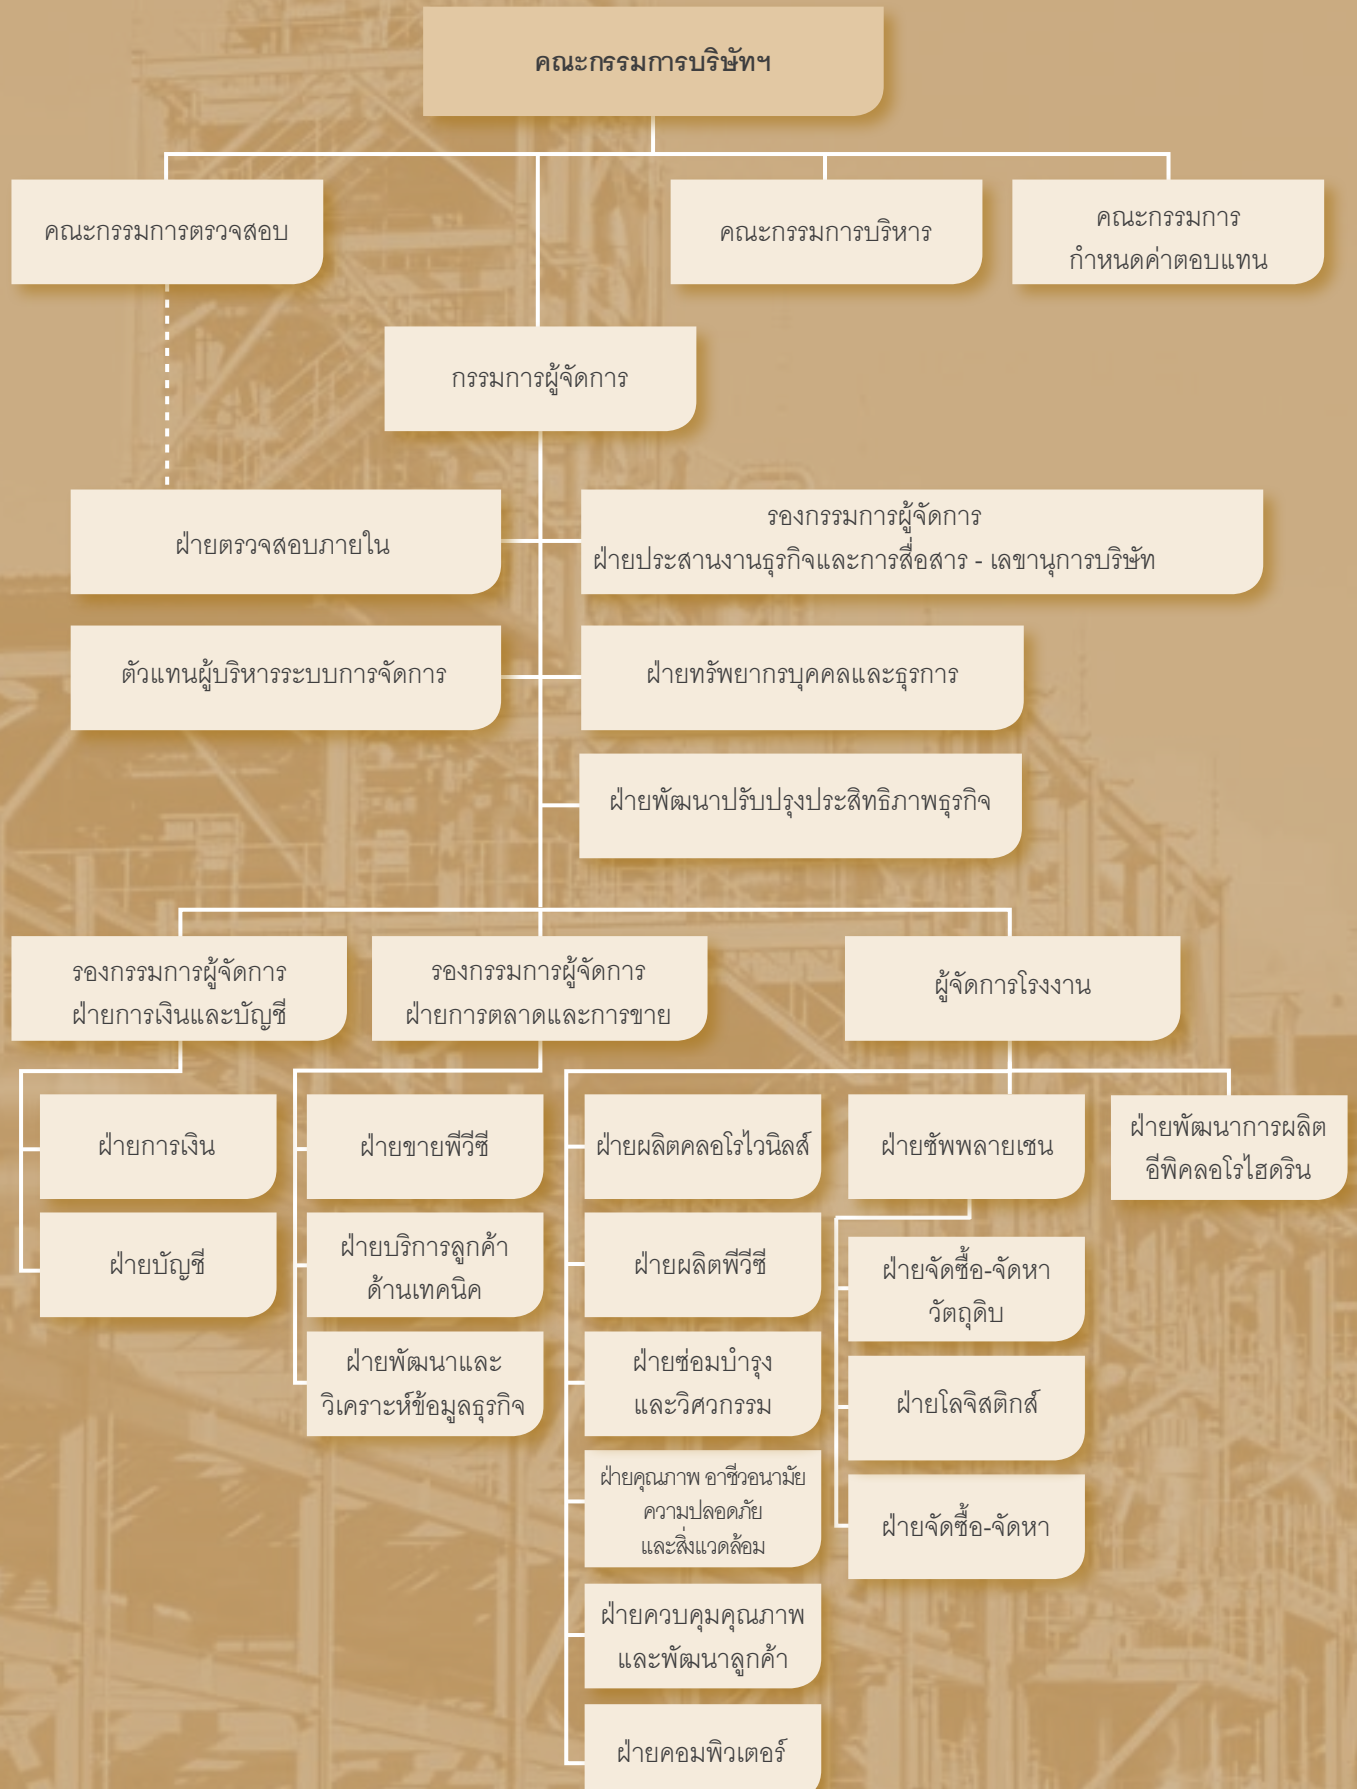 คณะกรรมการบริษัทฯ
คณะกรรมการตรวจสอบ
คณะกรรมการบริหาร
คณะกรรมการ
กำหนดค่าตอบแทน
กรรมการผู้จัดการ
ฝ่ายตรวจสอบภายใน
รองกรรมการผู้จัดการ
ฝ่ายประสานงานธุรกิจและการสื่อสาร - เลขานุการบริษัท
ตัวแทนผู้บริหารระบบการจัดการ
ฝ่ายทรัพยากรบุคคลและธุรการ
ฝ่ายพัฒนาปรับปรุงประสิทธิภาพธุรกิจ
รองกรรมการผู้จัดการ
ฝ่ายการเงินและบัญชี
รองกรรมการผู้จัดการ
ฝ่ายการตลาดและการขาย
ผู้จัดการโรงงาน
ฝ่ายการเงิน
ฝ่ายบัญชี
ฝ่ายขายพีวีซี
ฝ่ายบริการลูกค้า
ด้านเทคนิค
ฝ่ายพัฒนาและ
วิเคราะห์ข้อมูลธุรกิจ
ฝ่ายผลิตคลอโรไวนิลส์
ฝ่ายผลิตพีวีซี
ฝ่ายซ่อมบำรุง
และวิศวกรรม
ฝ่ายคุณภาพ อาชีวอนามัย
ความปลอดภัย
และสิ่งแวดล้อม
ฝ่ายควบคุมคุณภาพ
และพัฒนาลูกค้า
ฝ่ายคอมพิวเตอร์
ฝ่ายซัพพลายเชน
ฝ่ายจัดซื้อ-จัดหา
วัตถุดิบ
ฝ่ายโลจิสติกส์
ฝ่ายจัดซื้อ-จัดหา
ฝ่ายพัฒนาการผลิต
อีพิคลอโรไฮดริน